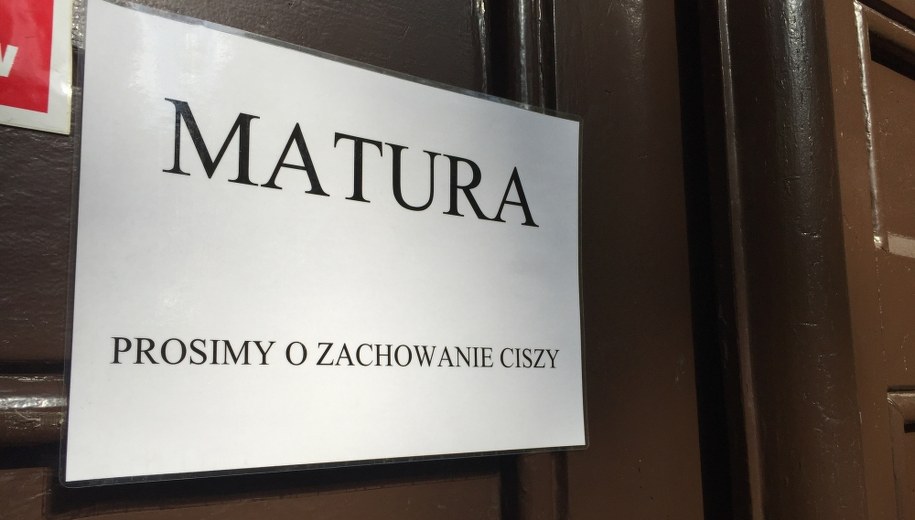 MATURA
PROSIMY O ZACHOWANIE CISZY